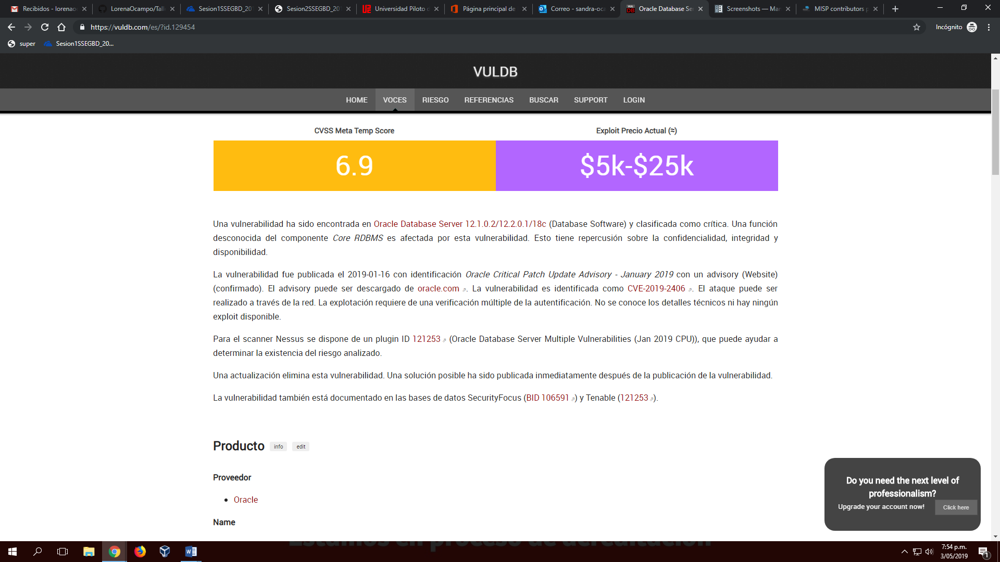 Recibidos - lorenao
LorenaOcampo/Tall
Sesion1SSEGBD_20
Sesion2SSEGBD_20
Universidad Piloto
Página principal de
Correo - sandra-oca
Oracle Database Se
Screenshots — Man
MISP contributors p
https://vuldb.com/es/?id.129454
Incógnito
super
Sesion1SSEGBD_20...
VULDB
HOME
VOCES
RIESGO
REFERENCIAS
BUSCAR
SUPPORT
LOGIN
CVSS Meta Temp Score
Exploit Precio Actual (≈)
6.9
$5k-$25k
Una vulnerabilidad ha sido encontrada en Oracle Database Server 12.1.0.2/12.2.0.1/18c (Database Software) y clasificada como crítica. Una función
desconocida del componente Core RDBMS es afectada por esta vulnerabilidad. Esto tiene repercusión sobre la confidencialidad, integridad y
disponibilidad.
La vulnerabilidad fue publicada el 2019-01-16 con identificación Oracle Critical Patch Update Advisory - January 2019 con un advisory (Website)
(confirmado). El advisory puede ser descargado de oracle.com. La vulnerabilidad es identificada como CVE-2019-2406. El ataque puede ser
realizado a través de la red. La explotación requiere de una verificación múltiple de la autentificación. No se conoce los detalles técnicos ni hay ningún
exploit disponible.
Para el scanner Nessus se dispone de un plugin ID 121253 (Oracle Database Server Multiple Vulnerabilities (Jan 2019 CPU)), que puede ayudar a
determinar la existencia del riesgo analizado.
Una actualización elimina esta vulnerabilidad. Una solución posible ha sido publicada inmediatamente después de la publicación de la vulnerabilidad.
La vulnerabilidad también está documentado en las bases de datos SecurityFocus (BID 106591) y Tenable (121253).
Producto info edit
Proveedor
Oracle
Name
Do you need the next level of
professionalism?
Upgrade your account now! Click here
Estamos en proceso de acreditación
7:54 p.m.
3/05/2019
1